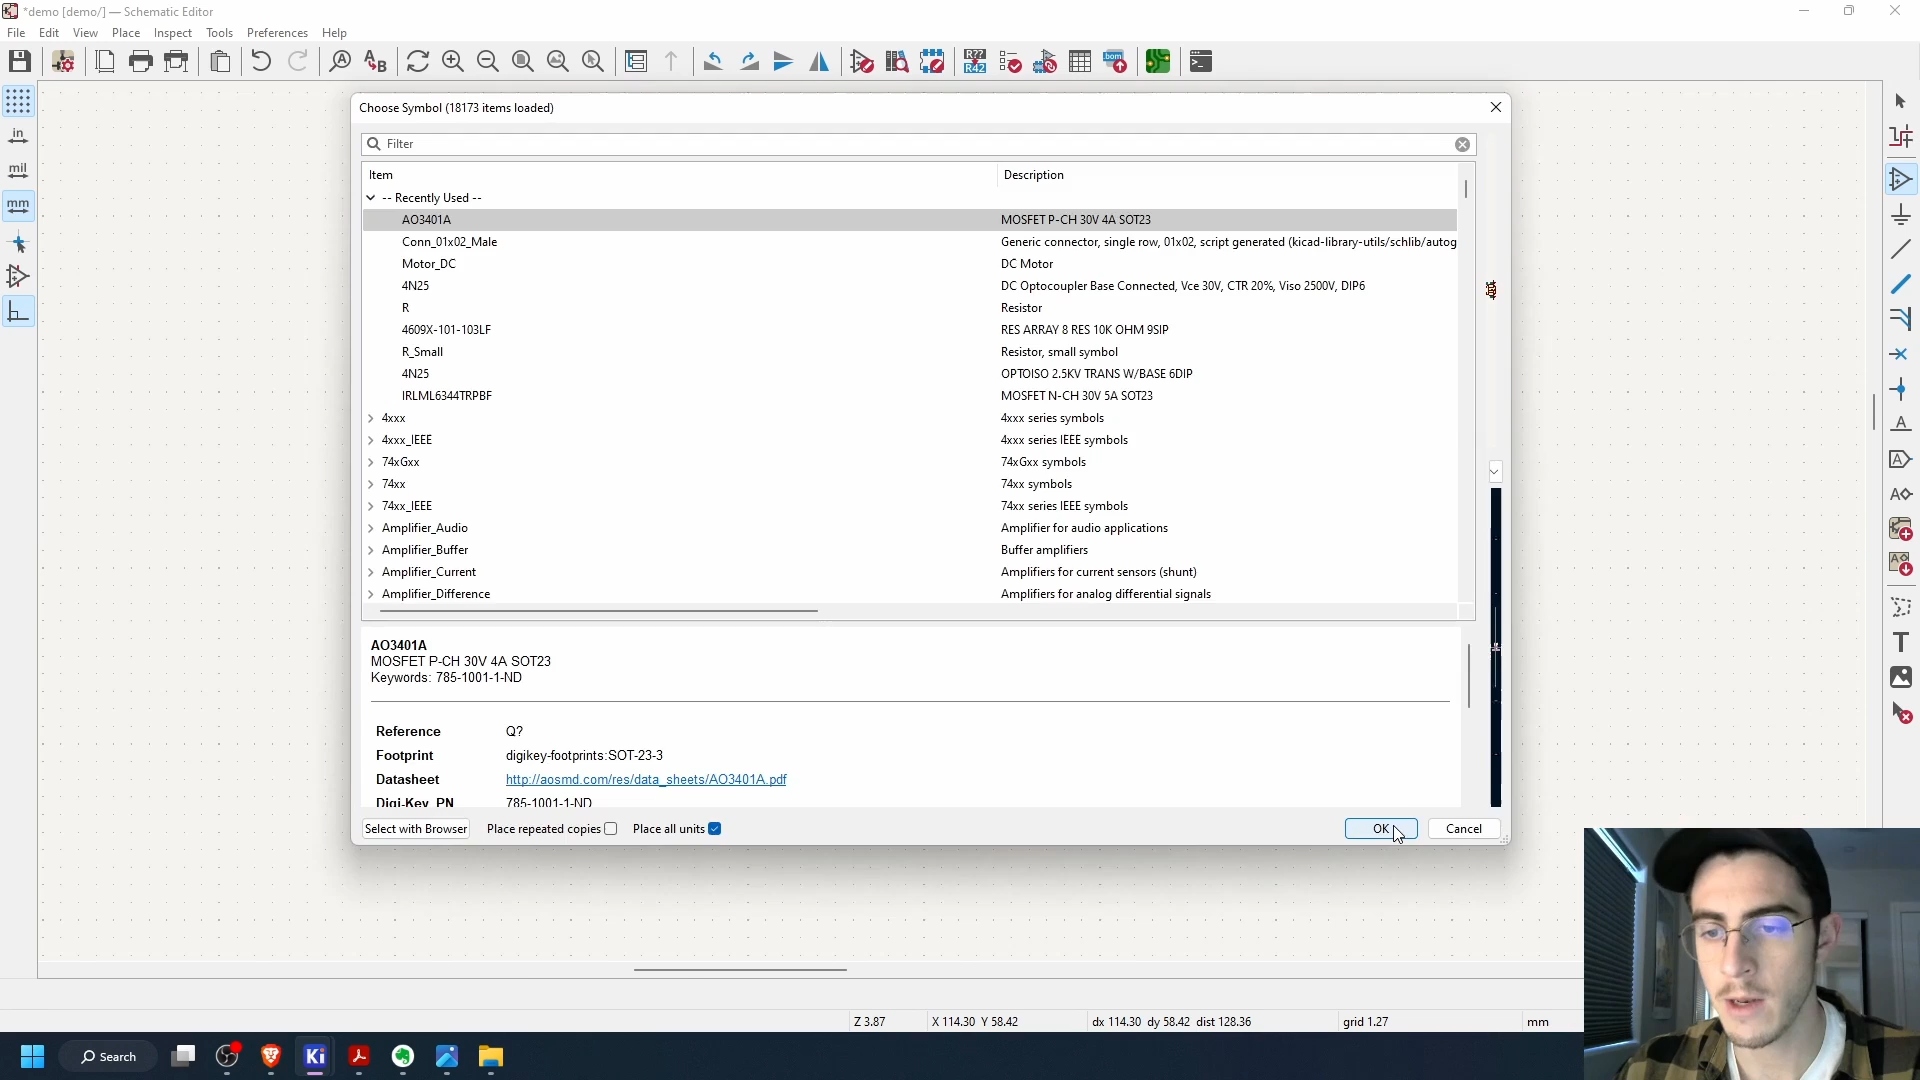 *demo [demo/] — Schematic Editor
File Edit View Place Inspect Tools Preferences Help
Choose Symbol (18173 items loaded)
Filter
Item Description
-- Recently Used --
AO3401A MOSFET P-CH 30V 4A SOT23
Conn_01x02_Male Generic connector, single row, 01x02, script generated (kicad-library-utils/schlib/autog
Motor_DC DC Motor
4N25 DC Optocoupler Base Connected, Vce 30V, CTR 20%, Viso 2500V, DIP6
R Resistor
4609X-101-103LF RES ARRAY 8 RES 10K OHM 9SIP
R_Small Resistor, small symbol
4N25 OPTOISO 2.5KV TRANS W/BASE 6DIP
IRLML6344TRPBF MOSFET N-CH 30V 5A SOT23
4xxx 4xxx series symbols
4xxx_IEEE 4xxx series IEEE symbols
74xGxx 74xGxx symbols
74xx 74xx symbols
74xx_IEEE 74xx series IEEE symbols
Amplifier_Audio Amplifier for audio applications
Amplifier_Buffer Buffer amplifiers
Amplifier_Current Amplifiers for current sensors (shunt)
Amplifier_Difference Amplifiers for analog differential signals
AO3401A
MOSFET P-CH 30V 4A SOT23
Keywords: 785-1001-1-ND
Reference Q?
Footprint digikey-footprints:SOT-23-3
Datasheet http://aosmd.com/res/data_sheets/AO3401A.pdf
Digi-Key_PN 785-1001-1-ND
Select with Browser Place repeated copies Place all units OK Cancel
in
mil
mm
R??
R42
bom
Z 3.87 X 114.30 Y 58.42 dx 114.30 dy 58.42 dist 128.36 grid 1.27 mm
Search Ki